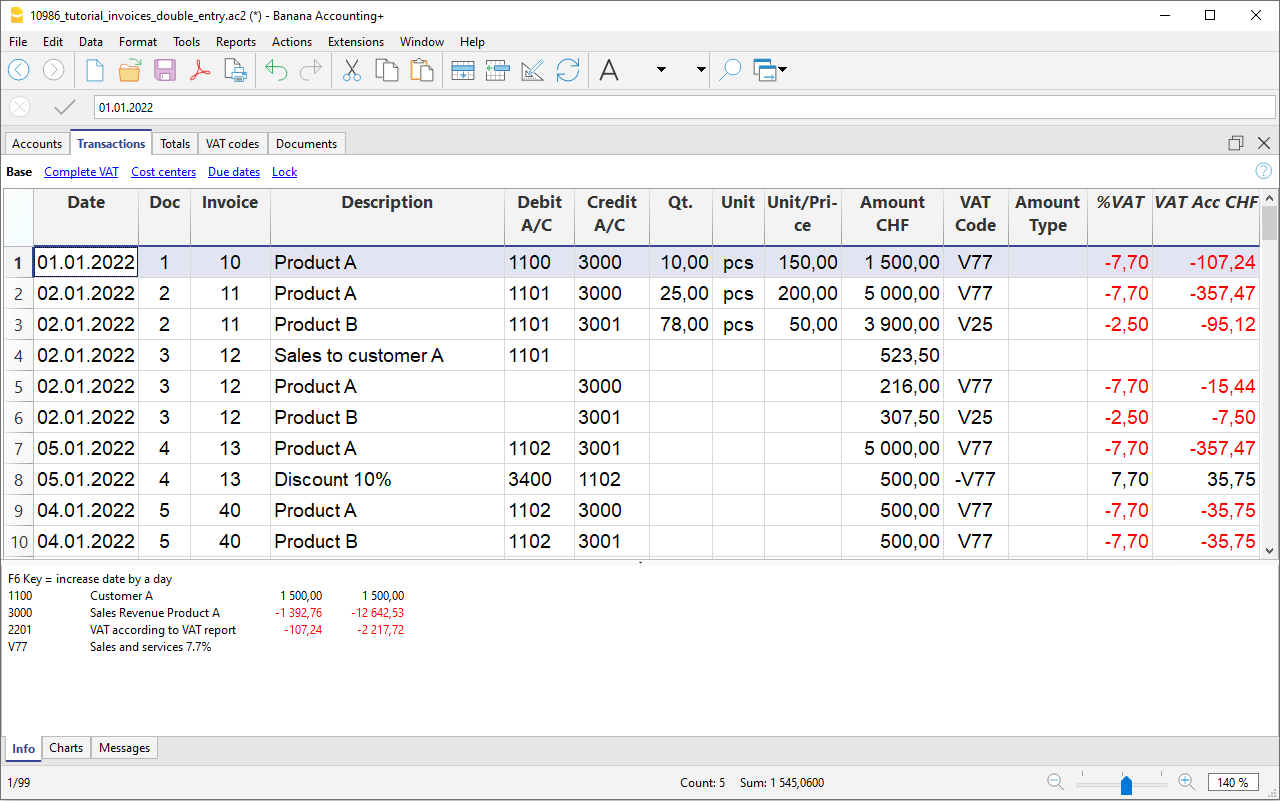 10986_tutorial_invoices_double_entry.ac2 (*) - Banana Accounting+
File Edit Data Format Tools Reports Actions Extensions Window Help
A
01.01.2022
Accounts Transactions Totals VAT codes Documents
Base Complete VAT Cost centers Due dates Lock ?
Date Doc Invoice Description Debit A/C Credit A/C Qt. Unit Unit/Pri-ce Amount CHF VAT Code Amount Type %VAT VAT Acc CHF
1 01.01.2022 1 10 Product A 1100 3000 10,00 pcs 150,00 1 500,00 V77 -7,70 -107,24
2 02.01.2022 2 11 Product A 1101 3000 25,00 pcs 200,00 5 000,00 V77 -7,70 -357,47
3 02.01.2022 2 11 Product B 1101 3001 78,00 pcs 50,00 3 900,00 V25 -2,50 -95,12
4 02.01.2022 3 12 Sales to customer A 1101 523,50
5 02.01.2022 3 12 Product A 3000 216,00 V77 -7,70 -15,44
6 02.01.2022 3 12 Product B 3001 307,50 V25 -2,50 -7,50
7 05.01.2022 4 13 Product A 1102 3001 5 000,00 V77 -7,70 -357,47
8 05.01.2022 4 13 Discount 10% 3400 1102 500,00 -V77 7,70 35,75
9 04.01.2022 5 40 Product A 1102 3000 500,00 V77 -7,70 -35,75
10 04.01.2022 5 40 Product B 1102 3001 500,00 V77 -7,70 -35,75
F6 Key = increase date by a day
1100 Customer A 1 500,00 1 500,00
3000 Sales Revenue Product A -1 392,76 -12 642,53
2201 VAT according to VAT report -107,24 -2 217,72
V77 Sales and services 7.7%
Info Charts Messages
1/99 Count: 5 Sum: 1 545,0600 140 %